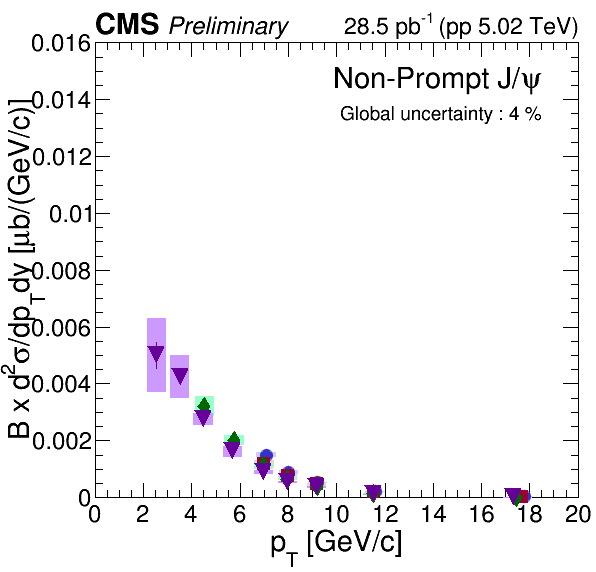 CMS Preliminary 28.5 pb⁻¹ (pp 5.02 TeV)
Non-Prompt J/ψ
Global uncertainty : 4 %
B x d²σ/dp_T dy [μb/(GeV/c)]
0.016
0.014
0.012
0.01
0.008
0.006
0.004
0.002
0
0 2 4 6 8 10 12 14 16 18 20
p_T [GeV/c]